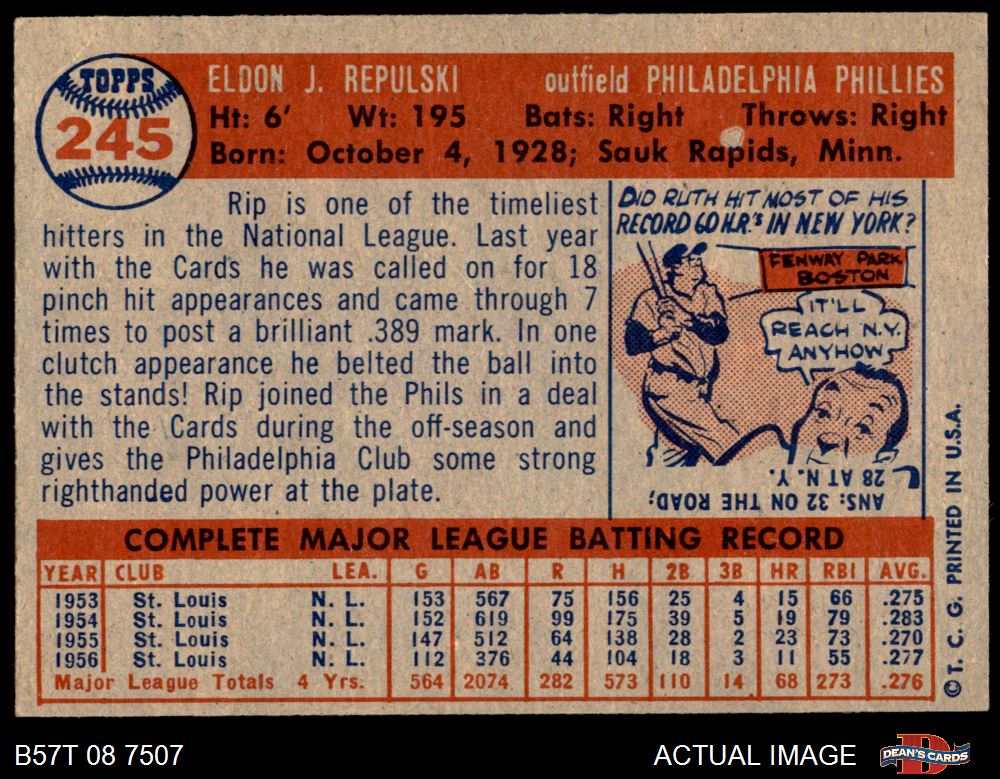 TOPPS
245
ELDON J. REPULSKI outfield PHILADELPHIA PHILLIES
Ht: 6' Wt: 195 Bats: Right Throws: Right
Born: October 4, 1928; Sauk Rapids, Minn.
Rip is one of the timeliest
hitters in the National League. Last year
with the Cards he was called on for 18
pinch hit appearances and came through 7
times to post a brilliant .389 mark. In one
clutch appearance he belted the ball into
the stands! Rip joined the Phils in a deal
with the Cards during the off-season and
gives the Philadelphia Club some strong
righthanded power at the plate.
DID RUTH HIT MOST OF HIS
RECORD 60 H.R.'S IN NEW YORK?
FENWAY PARK
BOSTON
IT'LL
REACH N.Y.
ANYHOW
ANS: 32 ON THE ROAD;
28 AT N.Y.
COMPLETE MAJOR LEAGUE BATTING RECORD
YEAR CLUB LEA. G AB R H 2B 3B HR RBI AVG.
1953 St. Louis N. L. 153 567 75 156 25 4 15 66 .275
1954 St. Louis N. L. 152 619 99 175 39 5 19 79 .283
1955 St. Louis N. L. 147 512 64 138 28 2 23 73 .270
1956 St. Louis N. L. 112 376 44 104 18 3 11 55 .277
Major League Totals 4 Yrs. 564 2074 282 573 110 14 68 273 .276
© T. C. G. PRINTED IN U.S.A.
B57T 08 7507 ACTUAL IMAGE
D
DEAN'S CARDS